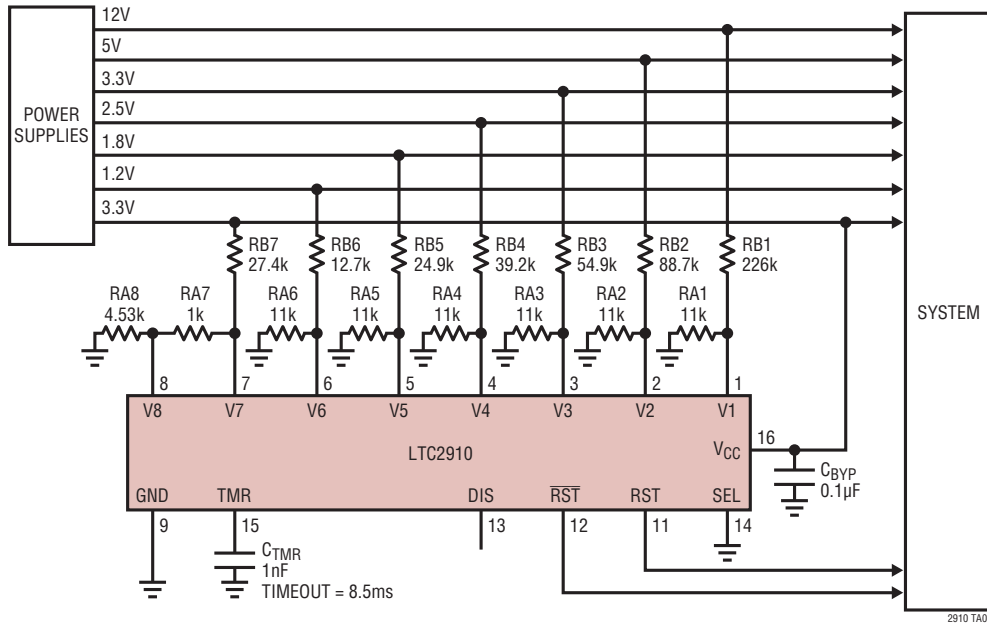 12V
5V
3.3V
2.5V
1.8V
1.2V
3.3V
POWER
SUPPLIES
SYSTEM
RB7
27.4k
RB6
12.7k
RB5
24.9k
RB4
39.2k
RB3
54.9k
RB2
88.7k
RB1
226k
RA8
4.53k
RA7
1k
RA6
11k
RA5
11k
RA4
11k
RA3
11k
RA2
11k
RA1
11k
8 7 6 5 4 3 2 1
V8 V7 V6 V5 V4 V3 V2 V1
LTC2910
VCC
16
CBYP
0.1µF
GND TMR DIS RST RST SEL
9 15 13 12 11 14
CTMR
1nF
TIMEOUT = 8.5ms